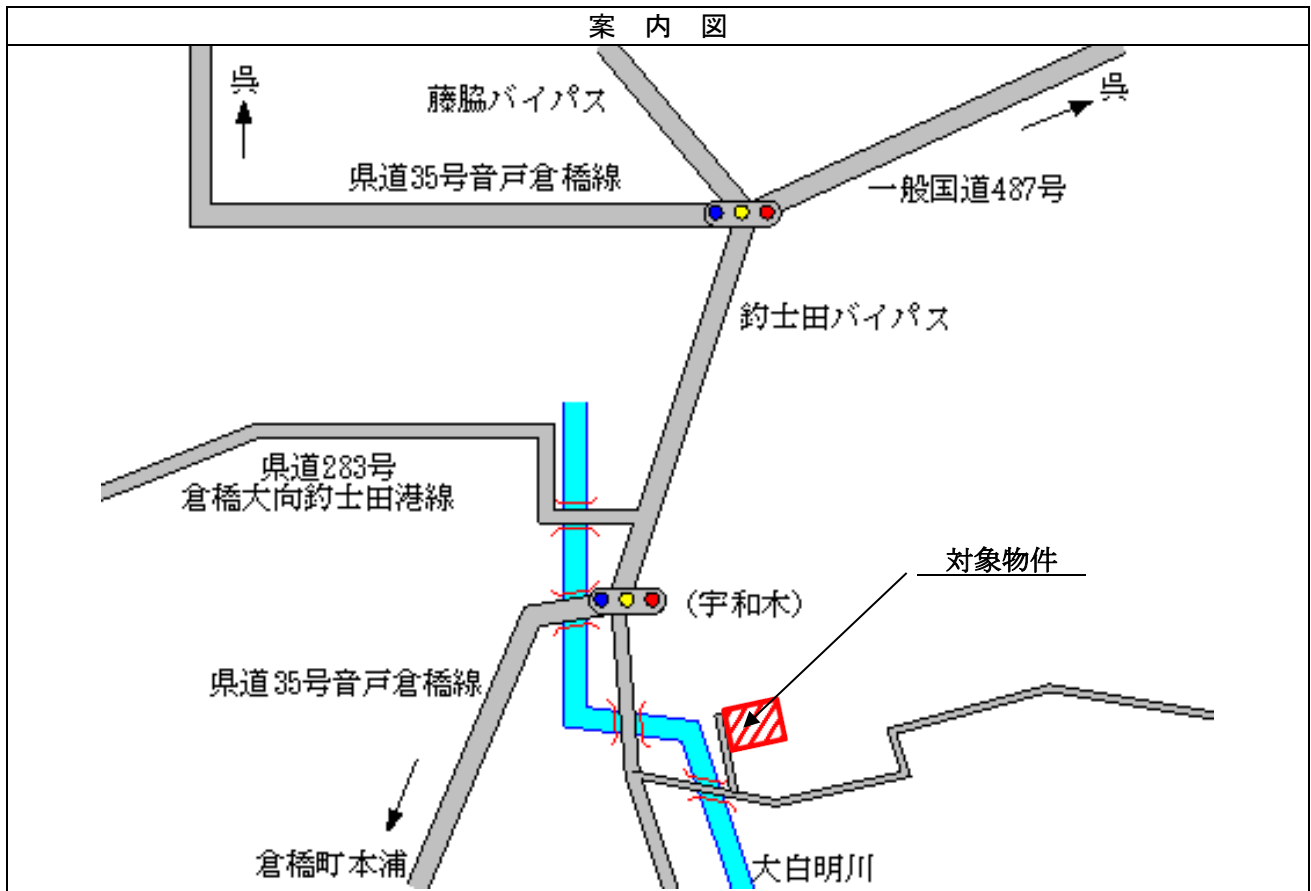 案内図
呉
藤脇バイパス
呉
県道35号音戸倉橋線
一般国道487号
釣士田バイパス
県道283号
倉橋大向釣士田港線
対象物件
(宇和木)
県道35号音戸倉橋線
倉橋町本浦
大白明川